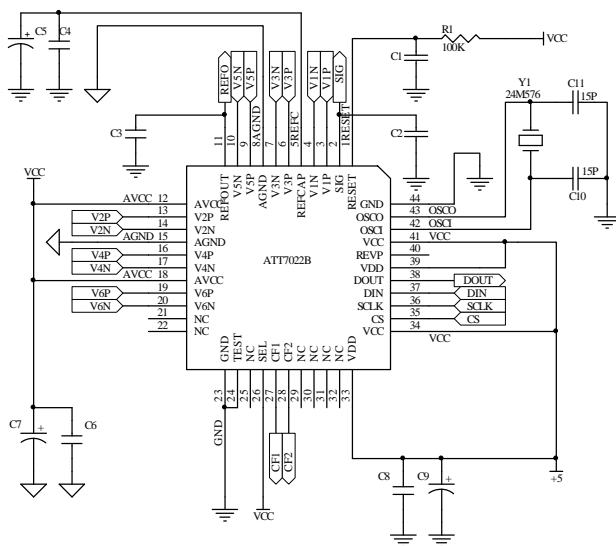 C5
C4
R1
100K
VCC
C1
Y1
24M576
C11
15P
15P
C10
REFO
V5N
V5P
V3N
V3P
V1N
V1P
SIG
C3
C2
11
10
9
8AGND
7
6
5REFC
4
3
2
1RESET
REFOUT
V5N
V5P
AGND
V3N
V3P
REFCAP
V1N
V1P
SIG
RESET
VCC
AVCC 12
V2P 13
V2N 14
AGND 15
V4P 16
V4N 17
AVCC 18
V6P 19
V6N 20
21
22
AVCC
V2P
V2N
AGND
V4P
V4N
AVCC
V6P
V6N
NC
NC
ATT7022B
GND
OSCO
OSCI
VCC
REVP
VDD
DOUT
DIN
SCLK
CS
VCC
44
43 OSCO
42 OSCI
41 VCC
40
39
38 DOUT
37 DIN
36 SCLK
35 CS
34
VCC
GND
TEST
NC
SEL
CF1
CF2
NC
NC
NC
NC
VDD
23
24
25
26
27
28
29
30
31
32
33
GND
CF1
CF2
VCC
C7
C6
C8
C9
+5